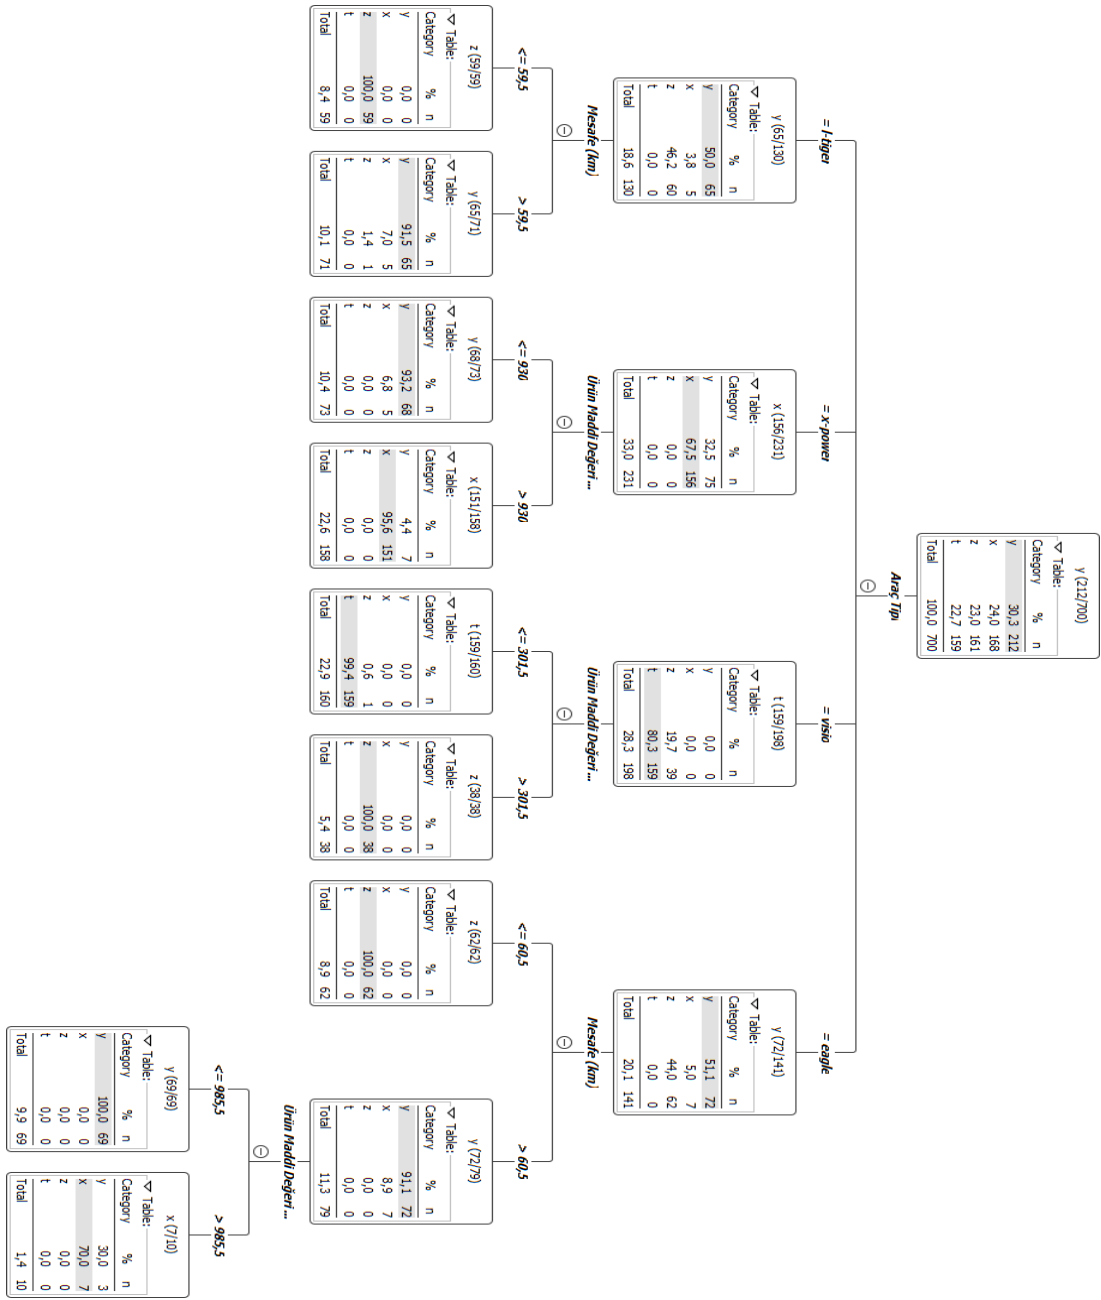 y (212/700)
▽ Table:
Category % n
y 30,3 212
x 24,0 168
z 23,0 161
t 22,7 159
Total 100,0 700
Araç Tipi
= l-tiger
= x-power
= visio
= eagle
y (65/130)
▽ Table:
Category % n
y 50,0 65
x 3,8 5
z 46,2 60
t 0,0 0
Total 18,6 130
x (156/231)
▽ Table:
Category % n
y 32,5 75
x 67,5 156
z 0,0 0
t 0,0 0
Total 33,0 231
t (159/198)
▽ Table:
Category % n
y 0,0 0
x 0,0 0
z 19,7 39
t 80,3 159
Total 28,3 198
y (72/141)
▽ Table:
Category % n
y 51,1 72
x 5,0 7
z 44,0 62
t 0,0 0
Total 20,1 141
Mesafe (km)
Ürün Maddi Değeri ...
Ürün Maddi Değeri ...
Mesafe (km)
<= 59,5
> 59,5
<= 930
> 930
<= 301,5
> 301,5
<= 60,5
> 60,5
z (59/59)
▽ Table:
Category % n
y 0,0 0
x 0,0 0
z 100,0 59
t 0,0 0
Total 8,4 59
y (65/71)
▽ Table:
Category % n
y 91,5 65
x 7,0 5
z 1,4 1
t 0,0 0
Total 10,1 71
y (68/73)
▽ Table:
Category % n
y 93,2 68
x 6,8 5
z 0,0 0
t 0,0 0
Total 10,4 73
x (151/158)
▽ Table:
Category % n
y 4,4 7
x 95,6 151
z 0,0 0
t 0,0 0
Total 22,6 158
t (159/160)
▽ Table:
Category % n
y 0,0 0
x 0,0 0
z 0,6 1
t 99,4 159
Total 22,9 160
z (38/38)
▽ Table:
Category % n
y 0,0 0
x 0,0 0
z 100,0 38
t 0,0 0
Total 5,4 38
z (62/62)
▽ Table:
Category % n
y 0,0 0
x 0,0 0
z 100,0 62
t 0,0 0
Total 8,9 62
y (72/79)
▽ Table:
Category % n
y 91,1 72
x 8,9 7
z 0,0 0
t 0,0 0
Total 11,3 79
Ürün Maddi Değeri ...
<= 985,5
> 985,5
y (69/69)
▽ Table:
Category % n
y 100,0 69
x 0,0 0
z 0,0 0
t 0,0 0
Total 9,9 69
x (7/10)
▽ Table:
Category % n
y 30,0 3
x 70,0 7
z 0,0 0
t 0,0 0
Total 1,4 10